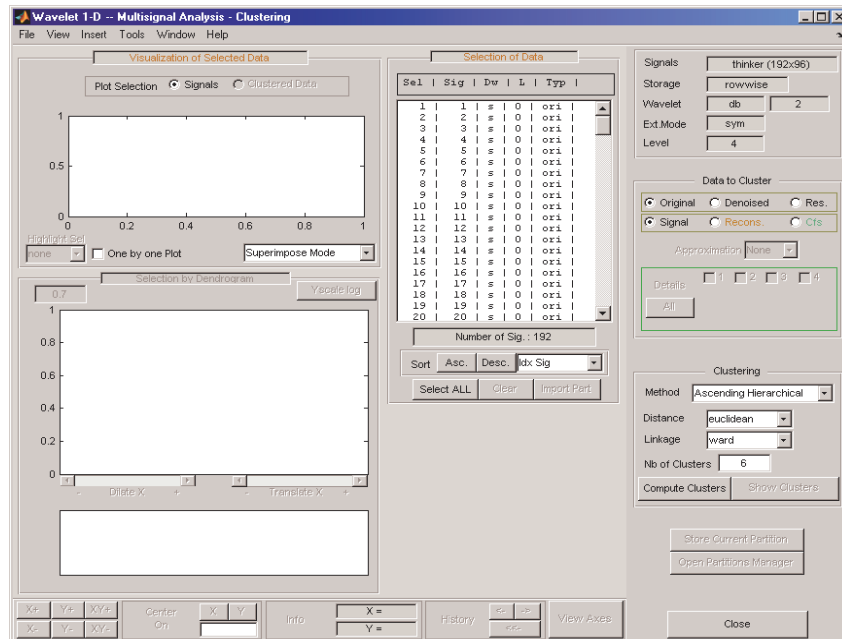 Wavelet 1-D -- Multisignal Analysis - Clustering
File View Insert Tools Window Help
Visualization of Selected Data
Plot Selection Signals Clustered Data
1
0.5
0
0 0.2 0.4 0.6 0.8 1
Highlight Sel
none One by one Plot Superimpose Mode
Selection by Dendrogram
0.7 Yscale log
1
0.8
0.6
0.4
0.2
0
- Dilate X + - Translate X +
Selection of Data
Sel | Sig | Dw | L | Typ |
1 | 1 | s | 0 | ori |
2 | 2 | s | 0 | ori |
3 | 3 | s | 0 | ori |
4 | 4 | s | 0 | ori |
5 | 5 | s | 0 | ori |
6 | 6 | s | 0 | ori |
7 | 7 | s | 0 | ori |
8 | 8 | s | 0 | ori |
9 | 9 | s | 0 | ori |
10 | 10 | s | 0 | ori |
11 | 11 | s | 0 | ori |
12 | 12 | s | 0 | ori |
13 | 13 | s | 0 | ori |
14 | 14 | s | 0 | ori |
15 | 15 | s | 0 | ori |
16 | 16 | s | 0 | ori |
17 | 17 | s | 0 | ori |
18 | 18 | s | 0 | ori |
19 | 19 | s | 0 | ori |
20 | 20 | s | 0 | ori |
Number of Sig. : 192
Sort Asc. Desc. Idx Sig
Select ALL Clear Import Part
Signals thinker (192x96)
Storage rowwise
Wavelet db 2
Ext.Mode sym
Level 4
Data to Cluster
Original Denoised Res.
Signal Recons. Cfs
Approximation None
Details 1 2 3 4
All
Clustering
Method Ascending Hierarchical
Distance euclidean
Linkage ward
Nb of Clusters 6
Compute Clusters Show Clusters
Store Current Partition
Open Partitions Manager
Close
X+ Y+ XY+
X- Y- XY-
Center On X Y
Info X =
Y =
History <- ->
<<-
View Axes